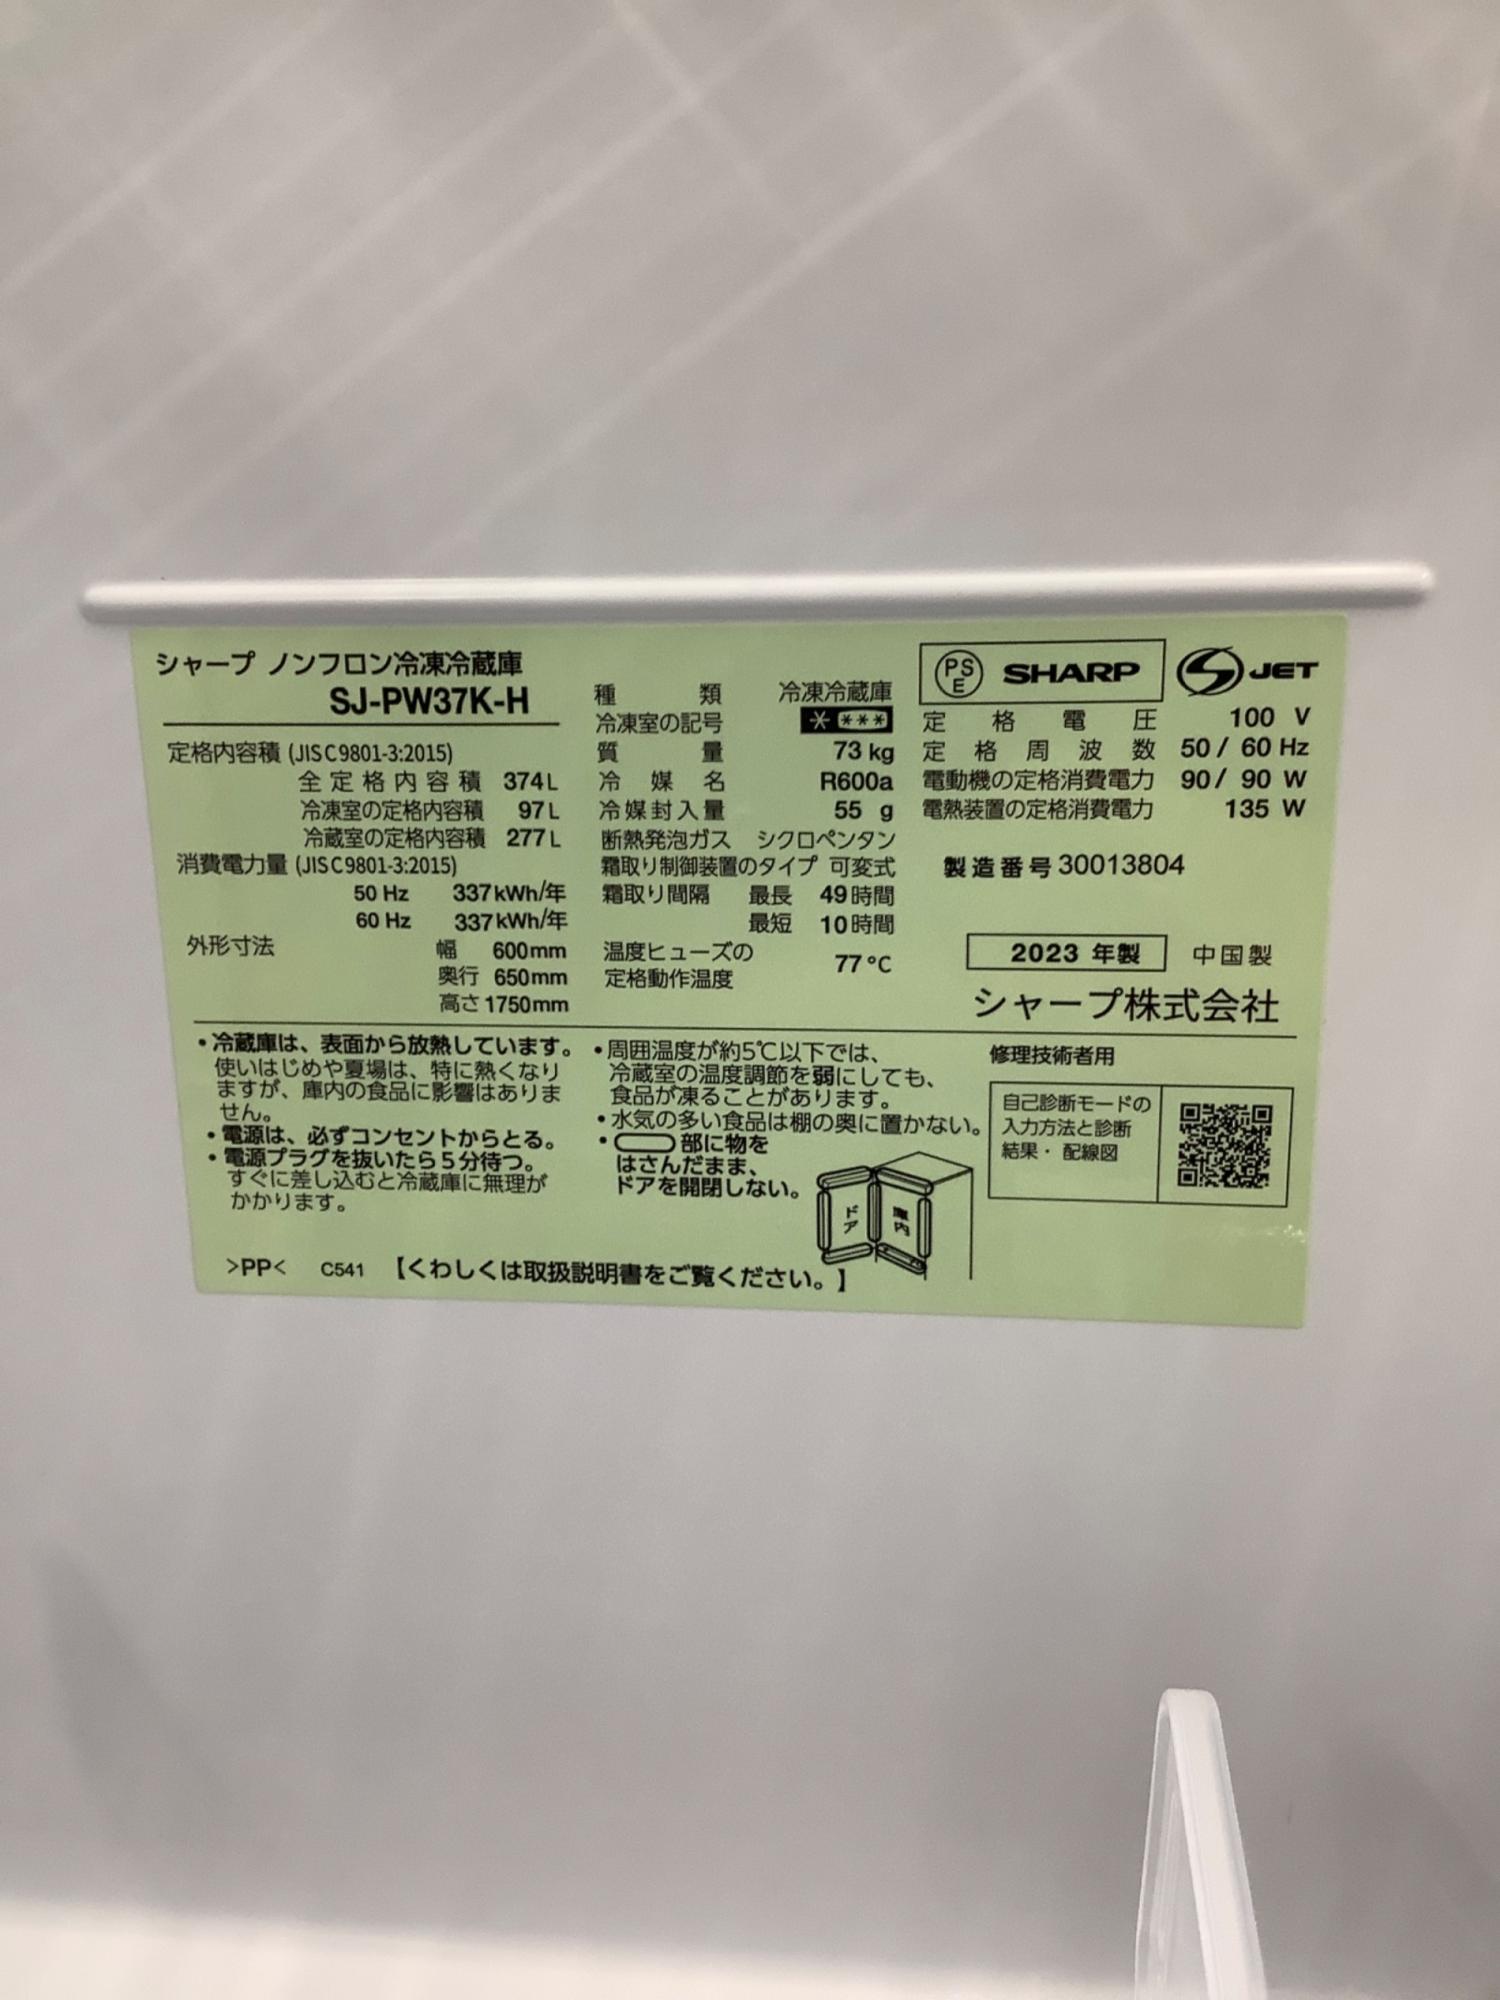 シャープ ノンフロン冷凍冷蔵庫
SJ-PW37K-H
定格内容積 (JIS C 9801-3:2015)
全定格内容積 374L
冷凍室の定格内容積 97L
冷蔵室の定格内容積 277L
消費電力量 (JIS C 9801-3:2015)
50 Hz 337kWh/年
60 Hz 337kWh/年
外形寸法 幅 600mm
奥行 650mm
高さ 1750mm
種類 冷凍冷蔵庫
冷凍室の記号 * ***
質量 73 kg
冷媒名 R600a
冷媒封入量 55 g
断熱発泡ガス シクロペンタン
霜取り制御装置のタイプ 可変式
霜取り間隔 最長 49時間
最短 10時間
温度ヒューズの
定格動作温度 77℃
PSE SHARP
S JET
定格電圧 100 V
定格周波数 50/ 60 Hz
電動機の定格消費電力 90/ 90 W
電熱装置の定格消費電力 135 W
製造番号 30013804
2023 年製 中国製
シャープ株式会社
・冷蔵庫は、表面から放熱しています。
使いはじめや夏場は、特に熱くなり
ますが、庫内の食品に影響はありま
せん。
・電源は、必ずコンセントからとる。
・電源プラグを抜いたら5分待つ。
すぐに差し込むと冷蔵庫に無理が
かかります。
・周囲温度が約5℃以下では、
冷蔵室の温度調節を弱にしても、
食品が凍ることがあります。
・水気の多い食品は棚の奥に置かない。
・部に物を
はさんだまま、
ドアを開閉しない。
ドア
庫内
修理技術者用
自己診断モードの
入力方法と診断
結果・配線図
>PP< C541 【くわしくは取扱説明書をご覧ください。】